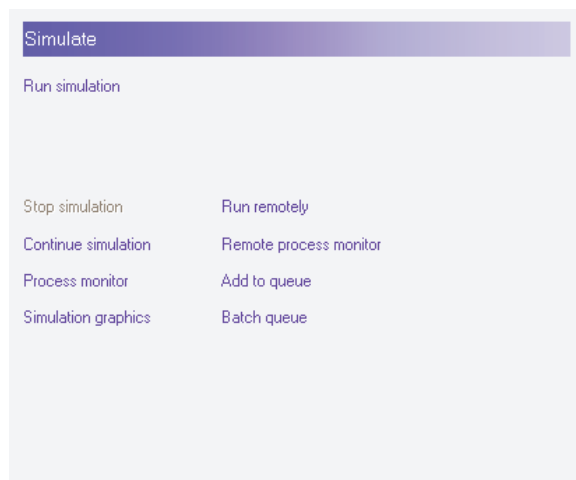 Simulate
Run simulation
Stop simulation
Run remotely
Continue simulation
Remote process monitor
Process monitor
Add to queue
Simulation graphics
Batch queue